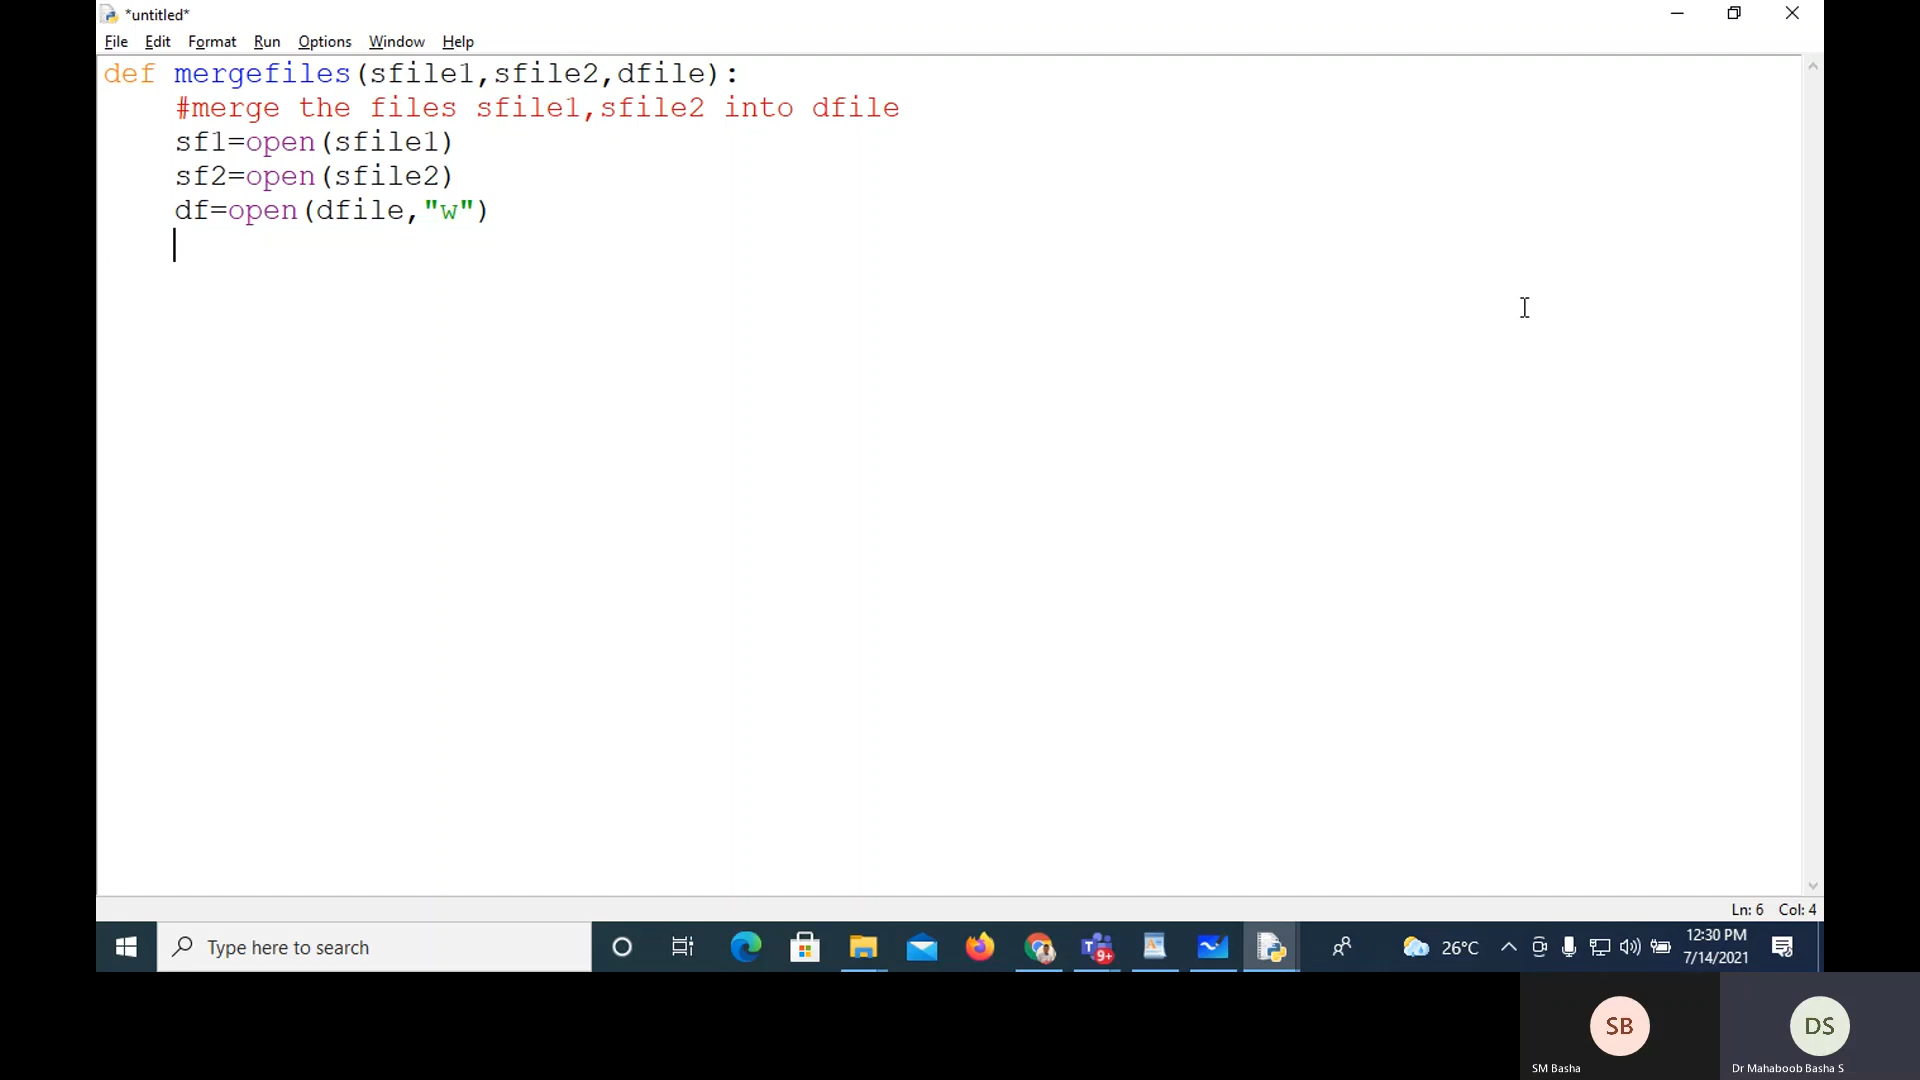 *untitled*
File Edit Format Run Options Window Help
def mergefiles(sfile1,sfile2,dfile):
    #merge the files sfile1,sfile2 into dfile
    sf1=open(sfile1)
    sf2=open(sfile2)
    df=open(dfile,"w")
Ln: 6 Col: 4
Type here to search
9+
26°C
12:30 PM
7/14/2021
SB
DS
SM Basha
Dr Mahaboob Basha S